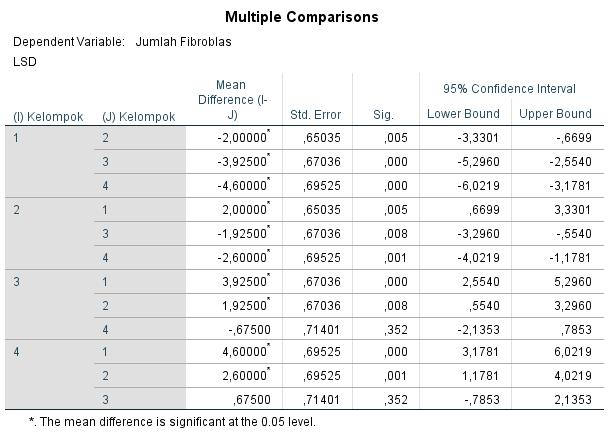 Multiple Comparisons
Dependent Variable: Jumlah Fibroblas
LSD
Mean
Difference (I-
95% Confidence Interval
(I) Kelompok (J) Kelompok J) Std. Error Sig. Lower Bound Upper Bound
1 2 -2,00000* ,65035 ,005 -3,3301 -,6699
3 -3,92500* ,67036 ,000 -5,2960 -2,5540
4 -4,60000* ,69525 ,000 -6,0219 -3,1781
2 1 2,00000* ,65035 ,005 ,6699 3,3301
3 -1,92500* ,67036 ,008 -3,2960 -,5540
4 -2,60000* ,69525 ,001 -4,0219 -1,1781
3 1 3,92500* ,67036 ,000 2,5540 5,2960
2 1,92500* ,67036 ,008 ,5540 3,2960
4 -,67500 ,71401 ,352 -2,1353 ,7853
4 1 4,60000* ,69525 ,000 3,1781 6,0219
2 2,60000* ,69525 ,001 1,1781 4,0219
3 ,67500 ,71401 ,352 -,7853 2,1353
*. The mean difference is significant at the 0.05 level.